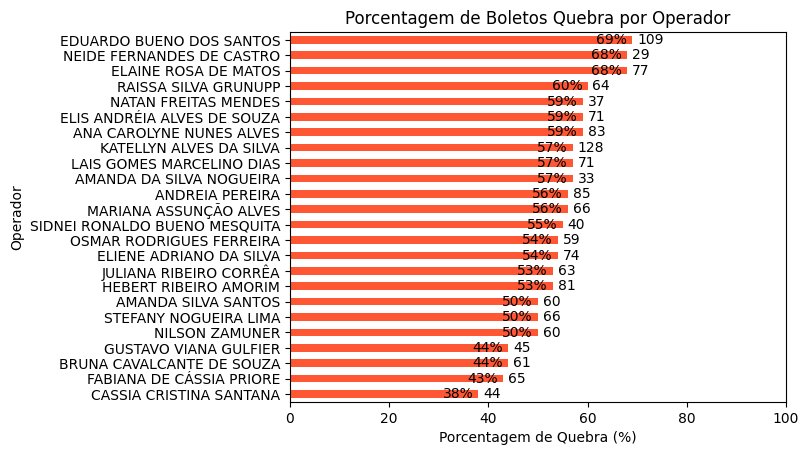 Porcentagem de Boletos Quebra por Operador
EDUARDO BUENO DOS SANTOS 69% 109
NEIDE FERNANDES DE CASTRO 68% 29
ELAINE ROSA DE MATOS 68% 77
RAISSA SILVA GRUNUPP 60% 64
NATAN FREITAS MENDES 59% 37
ELIS ANDRÉIA ALVES DE SOUZA 59% 71
ANA CAROLYNE NUNES ALVES 59% 83
KATELLYN ALVES DA SILVA 57% 128
LAIS GOMES MARCELINO DIAS 57% 71
AMANDA DA SILVA NOGUEIRA 57% 33
ANDREIA PEREIRA 56% 85
MARIANA ASSUNÇÃO ALVES 56% 66
SIDNEI RONALDO BUENO MESQUITA 55% 40
OSMAR RODRIGUES FERREIRA 54% 59
ELIENE ADRIANO DA SILVA 54% 74
JULIANA RIBEIRO CORRÊA 53% 63
HEBERT RIBEIRO AMORIM 53% 81
AMANDA SILVA SANTOS 50% 60
STEFANY NOGUEIRA LIMA 50% 66
NILSON ZAMUNER 50% 60
GUSTAVO VIANA GULFIER 44% 45
BRUNA CAVALCANTE DE SOUZA 44% 61
FABIANA DE CÁSSIA PRIORE 43% 65
CASSIA CRISTINA SANTANA 38% 44
Operador
0 20 40 60 80 100
Porcentagem de Quebra (%)